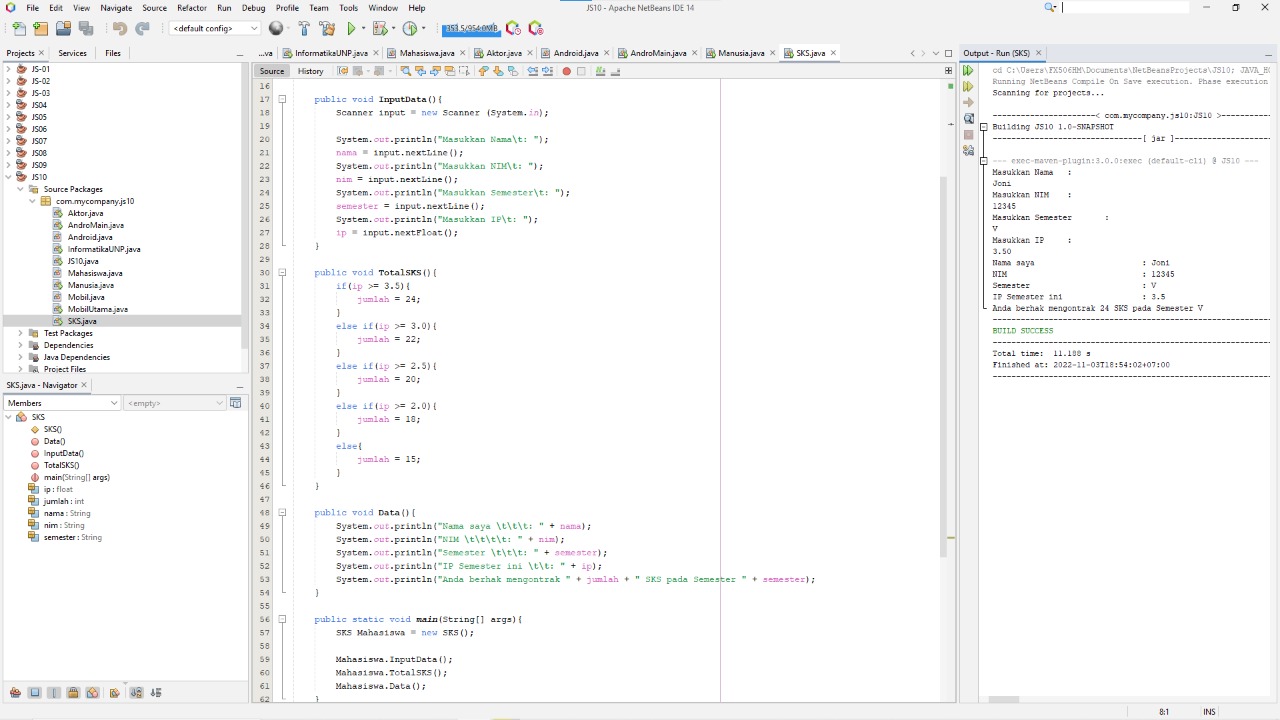 File Edit View Navigate Source Refactor Run Debug Profile Team Tools Window Help
JS10 - Apache NetBeans IDE 14
<default config>
353.5/954.0MB
Projects Services Files
JS-01
JS-02
JS-03
JS04
JS05
JS06
JS07
JS08
JS09
JS10
Source Packages
com.mycompany.js10
Aktor.java
AndroMain.java
Android.java
InformatikaUNP.java
JS10.java
Mahasiswa.java
Manusia.java
Mobil.java
MobilUtama.java
SKS.java
Test Packages
Dependencies
Java Dependencies
Project Files
SKS.java - Navigator
Members <empty>
SKS
SKS()
Data()
InputData()
TotalSKS()
main(String[] args)
ip : float
jumlah : int
nama : String
nim : String
semester : String
...va InformatikaUNP.java Mahasiswa.java Aktor.java Android.java AndroMain.java Manusia.java SKS.java
Source History
16
17 public void InputData(){
18 Scanner input = new Scanner (System.in);
19
20 System.out.println("Masukkan Nama\t: ");
21 nama = input.nextLine();
22 System.out.println("Masukkan NIM\t: ");
23 nim = input.nextLine();
24 System.out.println("Masukkan Semester\t: ");
25 semester = input.nextLine();
26 System.out.println("Masukkan IP\t: ");
27 ip = input.nextFloat();
28 }
29
30 public void TotalSKS(){
31 if(ip >= 3.5){
32 jumlah = 24;
33 }
34 else if(ip >= 3.0){
35 jumlah = 22;
36 }
37 else if(ip >= 2.5){
38 jumlah = 20;
39 }
40 else if(ip >= 2.0){
41 jumlah = 18;
42 }
43 else{
44 jumlah = 15;
45 }
46 }
47
48 public void Data(){
49 System.out.println("Nama saya \t\t\t: " + nama);
50 System.out.println("NIM \t\t\t\t: " + nim);
51 System.out.println("Semester \t\t\t: " + semester);
52 System.out.println("IP Semester ini \t\t: " + ip);
53 System.out.println("Anda berhak mengontrak " + jumlah + " SKS pada Semester " + semester);
54 }
55
56 public static void main(String[] args){
57 SKS Mahasiswa = new SKS();
58
59 Mahasiswa.InputData();
60 Mahasiswa.TotalSKS();
61 Mahasiswa.Data();
62 }
Output - Run (SKS)
cd C:\Users\FX506HM\Documents\NetBeansProjects\JS10; JAVA_HO
Running NetBeans Compile On Save execution. Phase execution
Scanning for projects...
--------------------------< com.mycompany:js10:JS10 >---------
Building JS10 1.0-SNAPSHOT
--------------------------------[ jar ]---------------------
--- exec-maven-plugin:3.0.0:exec (default-cli) @ JS10 ---
Masukkan Nama :
Joni
Masukkan NIM :
12345
Masukkan Semester :
V
Masukkan IP :
3.50
Nama saya : Joni
NIM : 12345
Semester : V
IP Semester ini : 3.5
Anda berhak mengontrak 24 SKS pada Semester V
BUILD SUCCESS
Total time: 11.188 s
Finished at: 2022-11-03T18:54:02+07:00
8:1 INS